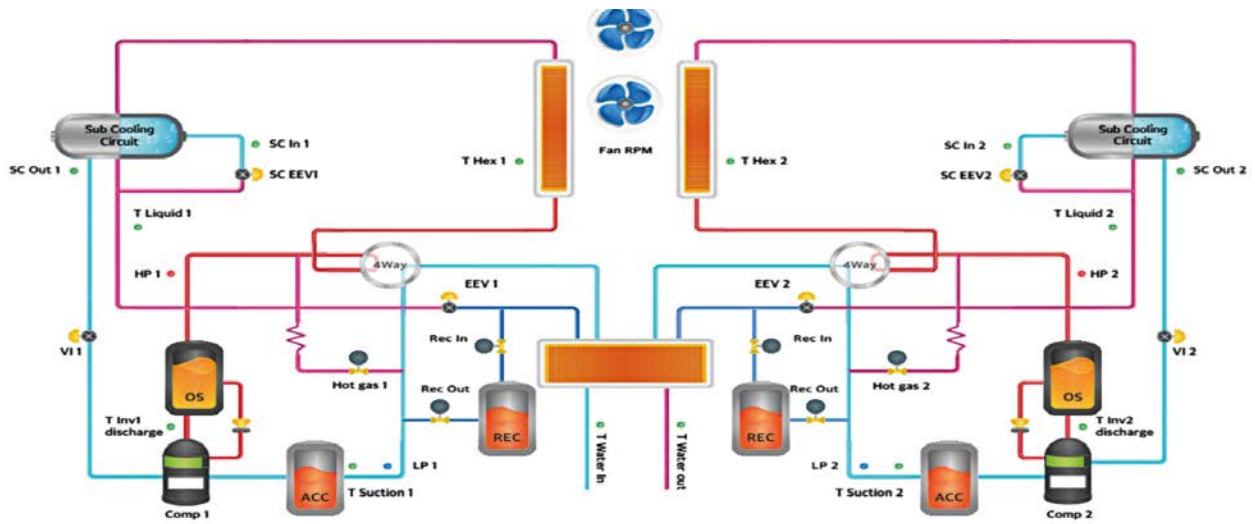 Sub Cooling
Circuit
SC In 1
SC Out 1
SC EEV1
T Hex 1
Fan RPM
T Hex 2
SC In 2
Sub Cooling
Circuit
SC EEV2
SC Out 2
T Liquid 1
T Liquid 2
HP 1
4Way
4Way
HP 2
EEV 1
EEV 2
VI 1
Rec In
Rec In
VI 2
OS
Hot gas 1
Rec Out
Rec Out
Hot gas 2
OS
T Inv1
discharge
REC
T Water in
T Water out
REC
T Inv2
discharge
LP 1
LP 2
ACC
T Suction 1
T Suction 2
ACC
Comp 1
Comp 2